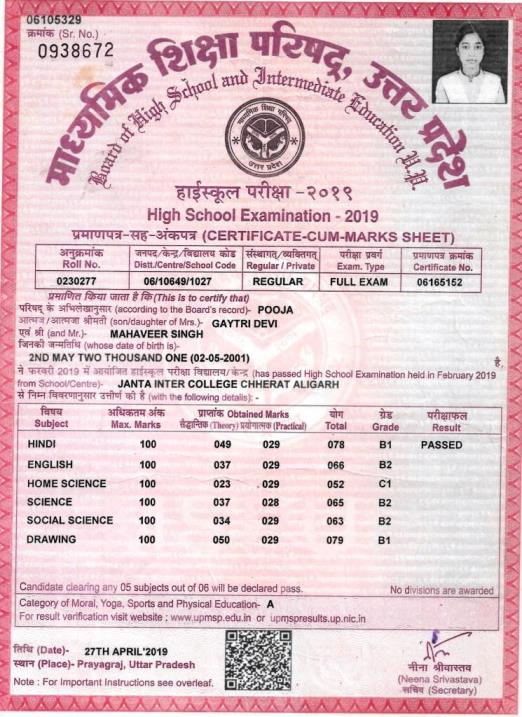 06105329
क्रमांक (Sr. No.)
0938672
माध्यमिक शिक्षा परिषद्, उत्तर प्रदेश
Board of High School and Intermediate Education U.P.
माध्यमिक शिक्षा परिषद
उत्तर प्रदेश
हाईस्कूल परीक्षा -२०१९
High School Examination - 2019
प्रमाणपत्र-सह-अंकपत्र (CERTIFICATE-CUM-MARKS SHEET)
अनुक्रमांक जनपद/केन्द्र/विद्यालय कोड संस्थागत/व्यक्तिगत परीक्षा प्रवर्ग प्रमाणपत्र क्रमांक
Roll No. Distt./Centre/School Code Regular / Private Exam. Type Certificate No.
0230277 06/10649/1027 REGULAR FULL EXAM 06165152
प्रमाणित किया जाता है कि(This is to certify that)
परिषद् के अभिलेखानुसार (according to the Board's record)- POOJA
आत्मज/आत्मजा श्रीमती (son/daughter of Mrs.)- GAYTRI DEVI
एवं श्री (and Mr.)- MAHAVEER SINGH
जिनकी जन्मतिथि (whose date of birth is)-
2ND MAY TWO THOUSAND ONE (02-05-2001) है,
ने फरवरी 2019 में आयोजित हाईस्कूल परीक्षा विद्यालय/केन्द्र (has passed High School Examination held in February 2019
from School/Centre)- JANTA INTER COLLEGE CHHERAT ALIGARH
से निम्न विवरणानुसार उत्तीर्ण की है (with the following details): -
विषय अधिकतम अंक प्राप्तांक Obtained Marks योग ग्रेड परीक्षाफल
Subject Max. Marks सैद्धान्तिक (Theory) प्रयोगात्मक (Practical) Total Grade Result
HINDI 100 049 029 078 B1 PASSED
ENGLISH 100 037 029 066 B2
HOME SCIENCE 100 023 029 052 C1
SCIENCE 100 037 028 065 B2
SOCIAL SCIENCE 100 034 029 063 B2
DRAWING 100 050 029 079 B1
Candidate clearing any 05 subjects out of 06 will be declared pass. No divisions are awarded
Category of Moral, Yoga, Sports and Physical Education- A
For result verification visit website : www.upmsp.edu.in or upmspresults.up.nic.in
तिथि (Date)- 27TH APRIL'2019
स्थान (Place)- Prayagraj, Uttar Pradesh
Note : For Important Instructions see overleaf.
नीना श्रीवास्तव
(Neena Srivastava)
सचिव (Secretary)